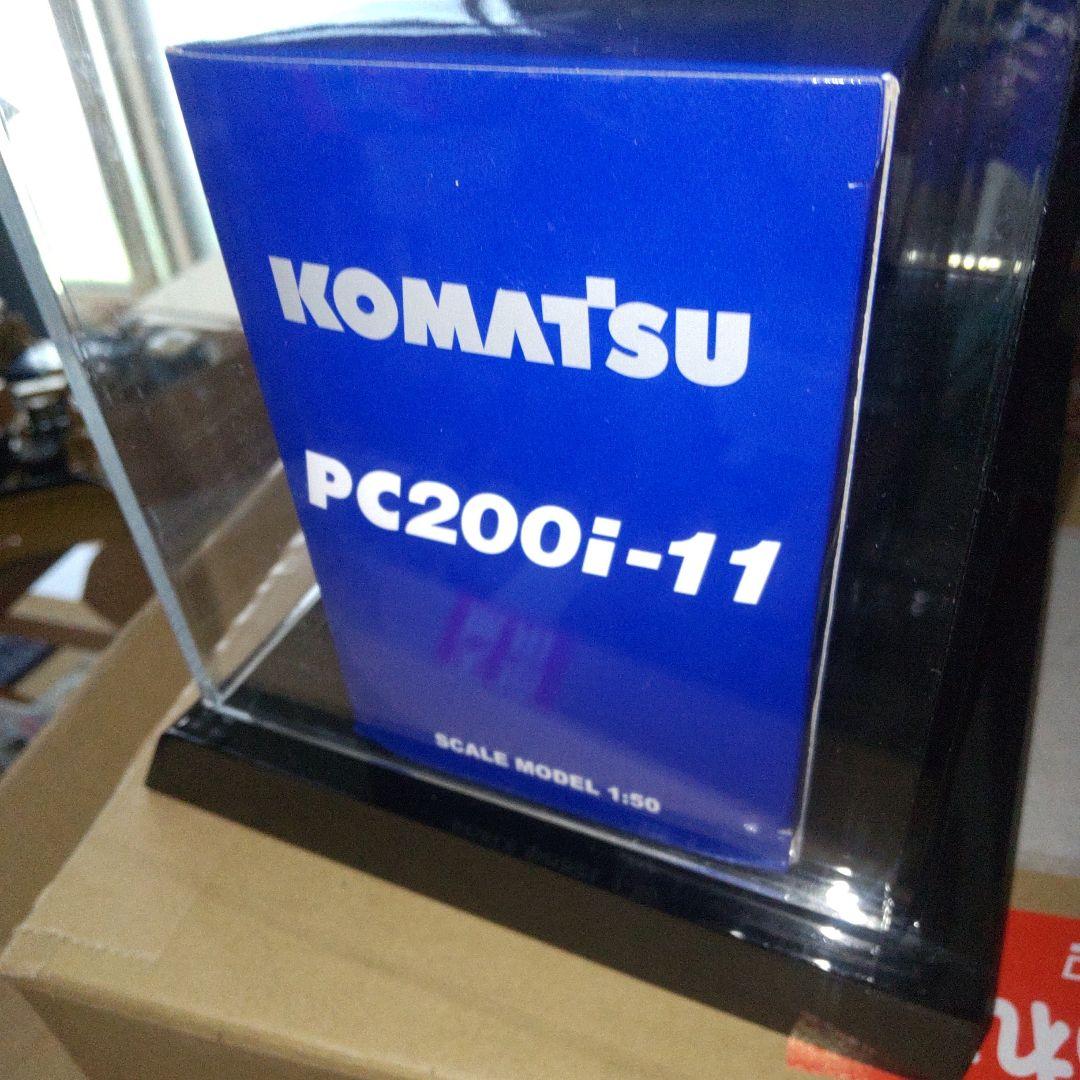 KOMATSU
PC200i-11
SCALE MODEL 1:50